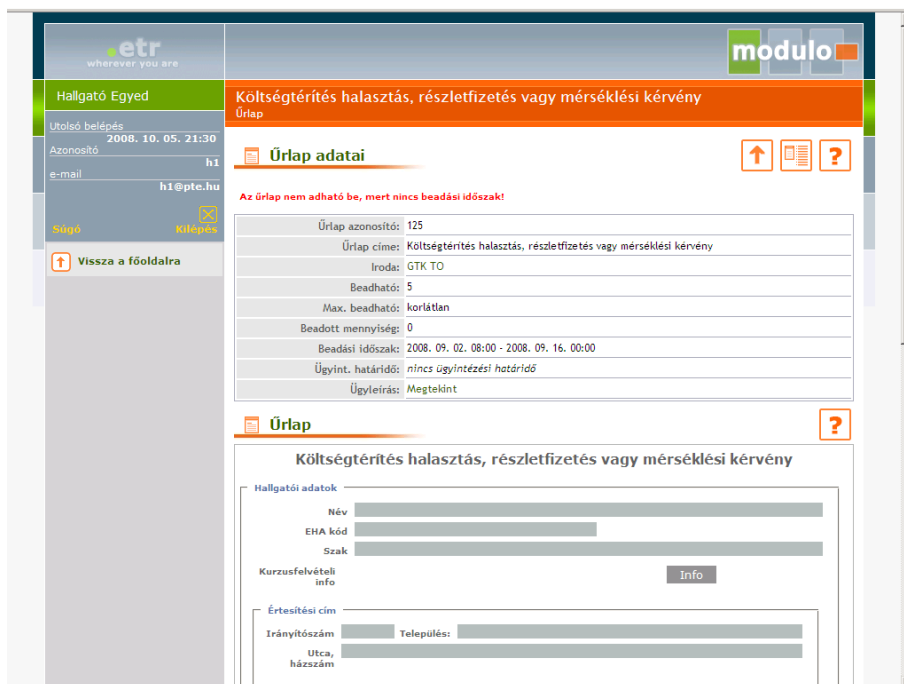 .etr
wherever you are
modulo
Hallgató Egyed
Utolsó belépés
2008. 10. 05. 21:30
Azonosító
h1
e-mail
h1@pte.hu
Súgó Kilépés
Vissza a főoldalra
Költségtérítés halasztás, részletfizetés vagy mérséklési kérvény
Űrlap
Űrlap adatai
?
Az űrlap nem adható be, mert nincs beadási időszak!
Űrlap azonosító: 125
Űrlap címe: Költségtérítés halasztás, részletfizetés vagy mérséklési kérvény
Iroda: GTK TO
Beadható: 5
Max. beadható: korlátlan
Beadott mennyiség: 0
Beadási időszak: 2008. 09. 02. 08:00 - 2008. 09. 16. 00:00
Ügyint. határidő: nincs ügyintézési határidő
Ügyleírás: Megtekint
Űrlap
?
Költségtérítés halasztás, részletfizetés vagy mérséklési kérvény
Hallgatói adatok
Név
EHA kód
Szak
Kurzusfelvételi
info
Info
Értesítési cím
Irányítószám Település:
Utca,
házszám